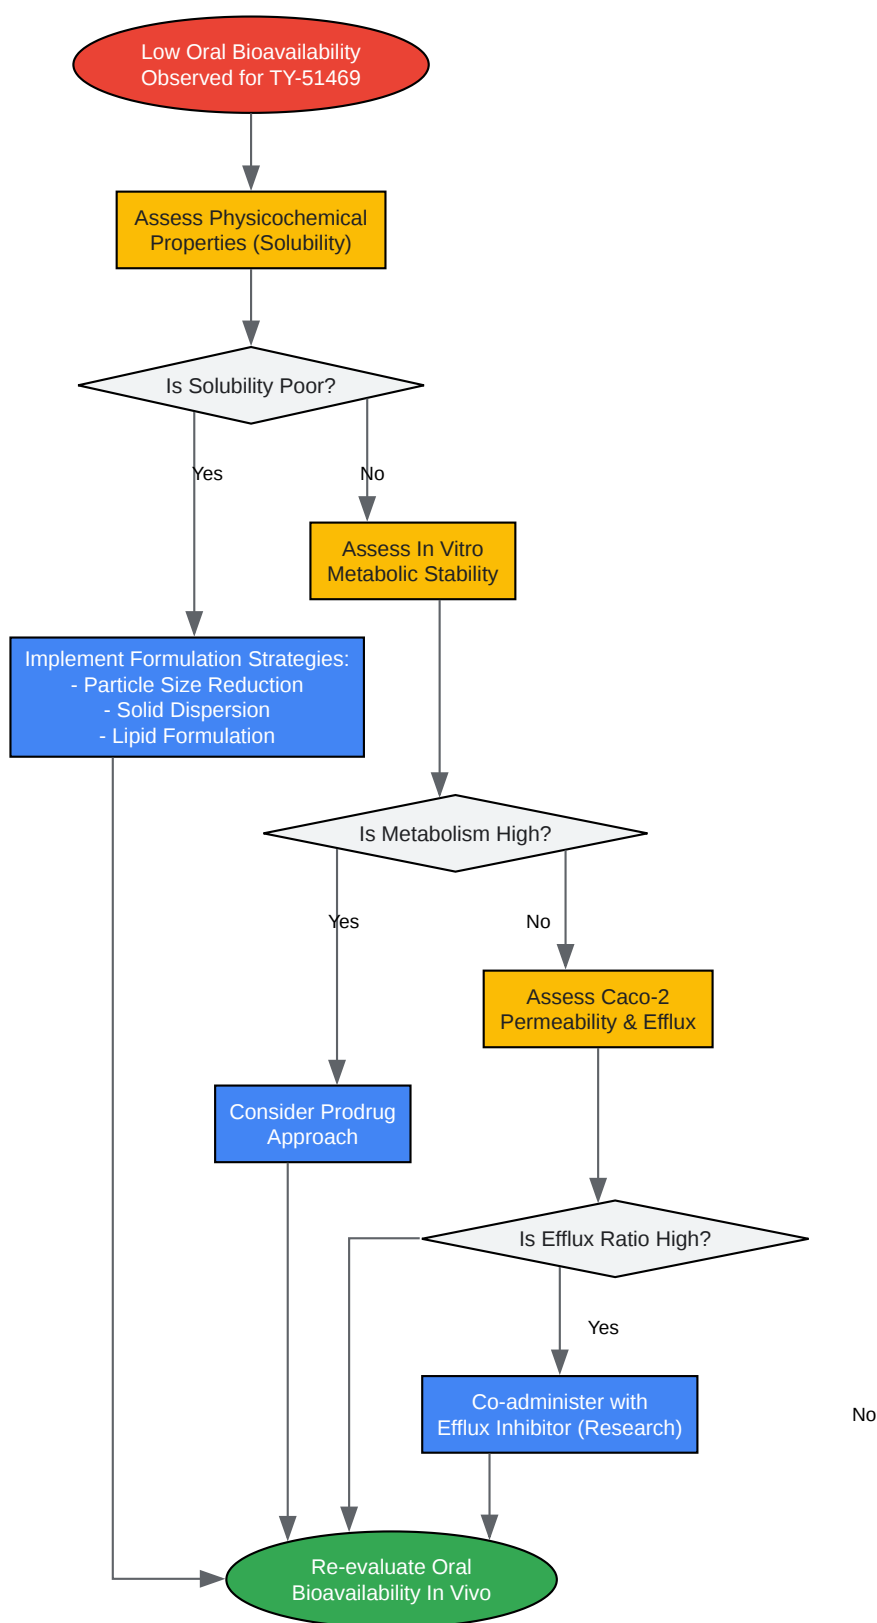 Low Oral Bioavailability
Observed for TY-51469
Assess Physicochemical
Properties (Solubility)
Is Solubility Poor?
Yes
No
Assess In Vitro
Metabolic Stability
Implement Formulation Strategies:
- Particle Size Reduction
- Solid Dispersion
- Lipid Formulation
Is Metabolism High?
Yes
No
Assess Caco-2
Permeability & Efflux
Consider Prodrug
Approach
Is Efflux Ratio High?
Yes
Co-administer with
Efflux Inhibitor (Research)
No
Re-evaluate Oral
Bioavailability In Vivo